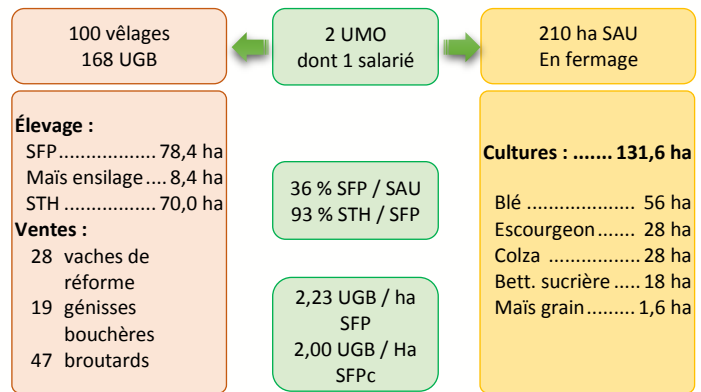 100 vêlages
168 UGB
2 UMO
dont 1 salarié
210 ha SAU
En fermage
Élevage :
SFP.................. 78,4 ha
Maïs ensilage .... 8,4 ha
STH .................. 70,0 ha
Ventes :
28 vaches de
réforme
19 génisses
bouchères
47 broutards
36 % SFP / SAU
93 % STH / SFP
2,23 UGB / ha
SFP
2,00 UGB / Ha
SFPc
Cultures : ....... 131,6 ha
Blé ..................... 56 ha
Escourgeon....... 28 ha
Colza ................. 28 ha
Bett. sucrière ..... 18 ha
Maïs grain......... 1,6 ha